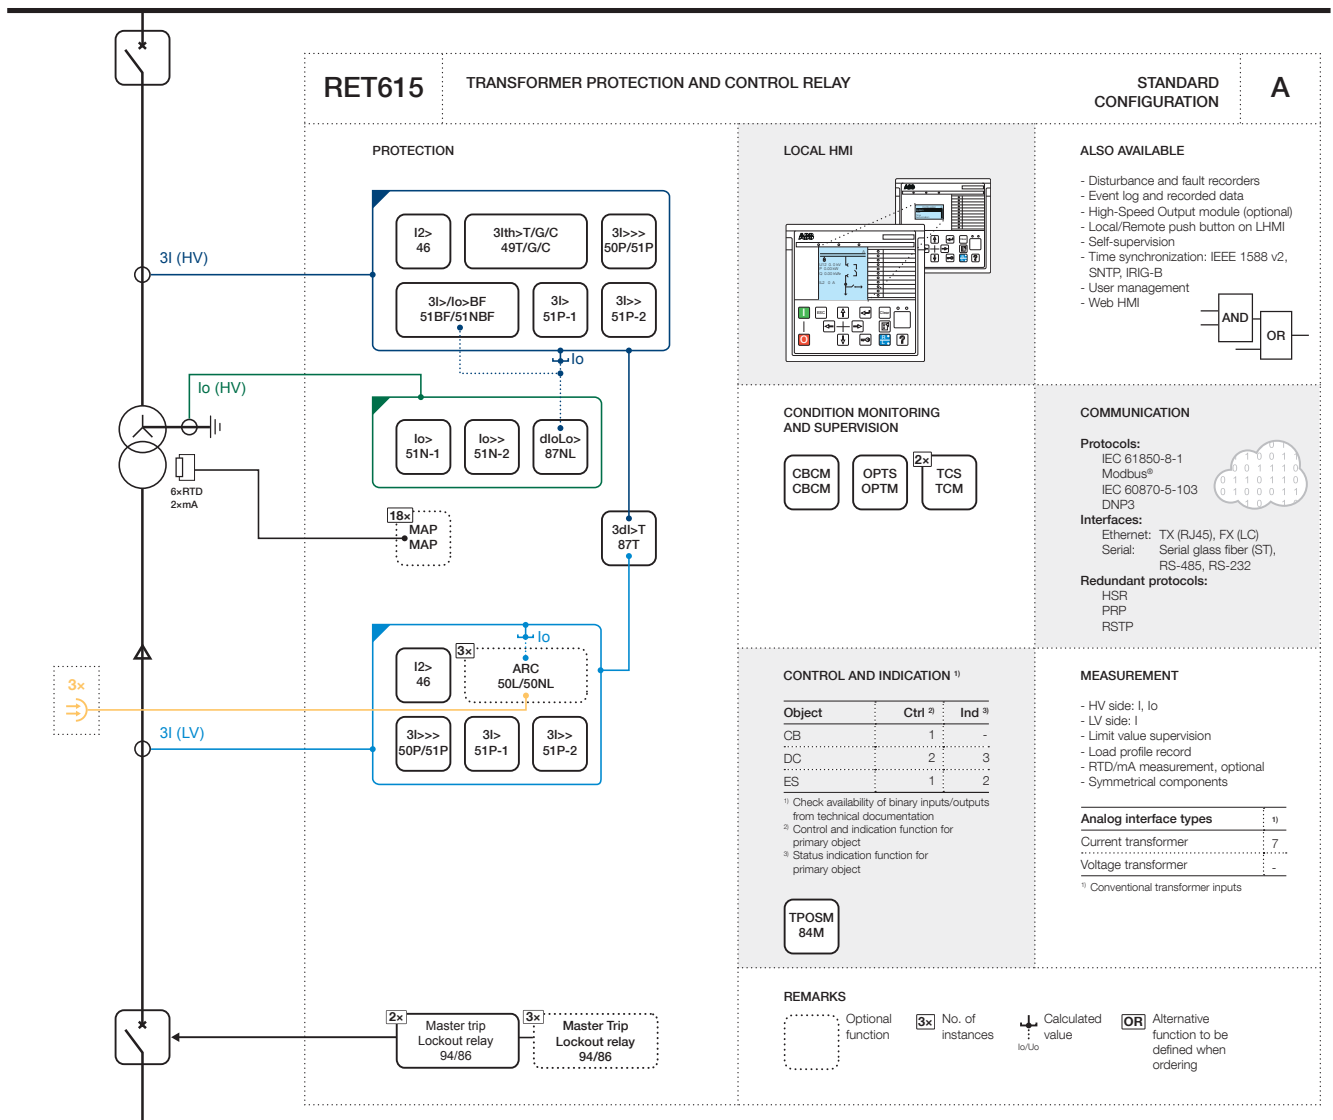 RET615
TRANSFORMER PROTECTION AND CONTROL RELAY
STANDARD
CONFIGURATION
A
PROTECTION
3I (HV)
I2>
46
3Ith>T/G/C
49T/G/C
3I>>>
50P/51P
3I>/Io>BF
51BF/51NBF
3I>
51P-1
3I>>
51P-2
Io
Io (HV)
Io>
51N-1
Io>>
51N-2
dIoLo>
87NL
6xRTD
2xmA
18×
MAP
MAP
3dI>T
87T
Io
I2>
46
3×
ARC
50L/50NL
3×
3I (LV)
3I>>>
50P/51P
3I>
51P-1
3I>>
51P-2
2×
Master trip
Lockout relay
94/86
3×
Master Trip
Lockout relay
94/86
LOCAL HMI
ABB
ABB
ALSO AVAILABLE
- Disturbance and fault recorders
- Event log and recorded data
- High-Speed Output module (optional)
- Local/Remote push button on LHMI
- Self-supervision
- Time synchronization: IEEE 1588 v2,
SNTP, IRIG-B
- User management
- Web HMI
AND
OR
CONDITION MONITORING
AND SUPERVISION
CBCM
CBCM
OPTS
OPTM
2×
TCS
TCM
COMMUNICATION
Protocols:
IEC 61850-8-1
Modbus®
IEC 60870-5-103
DNP3
Interfaces:
Ethernet: TX (RJ45), FX (LC)
Serial: Serial glass fiber (ST),
RS-485, RS-232
Redundant protocols:
HSR
PRP
RSTP
CONTROL AND INDICATION 1)
Object Ctrl 2) Ind 3)
CB 1 -
DC 2 3
ES 1 2
1) Check availability of binary inputs/outputs
from technical documentation
2) Control and indication function for
primary object
3) Status indication function for
primary object
TPOSM
84M
MEASUREMENT
- HV side: I, Io
- LV side: I
- Limit value supervision
- Load profile record
- RTD/mA measurement, optional
- Symmetrical components
Analog interface types 1)
Current transformer 7
Voltage transformer -
1) Conventional transformer inputs
REMARKS
Optional
function
3×
No. of
instances
Io/Uo
Calculated
value
OR
Alternative
function to be
defined when
ordering